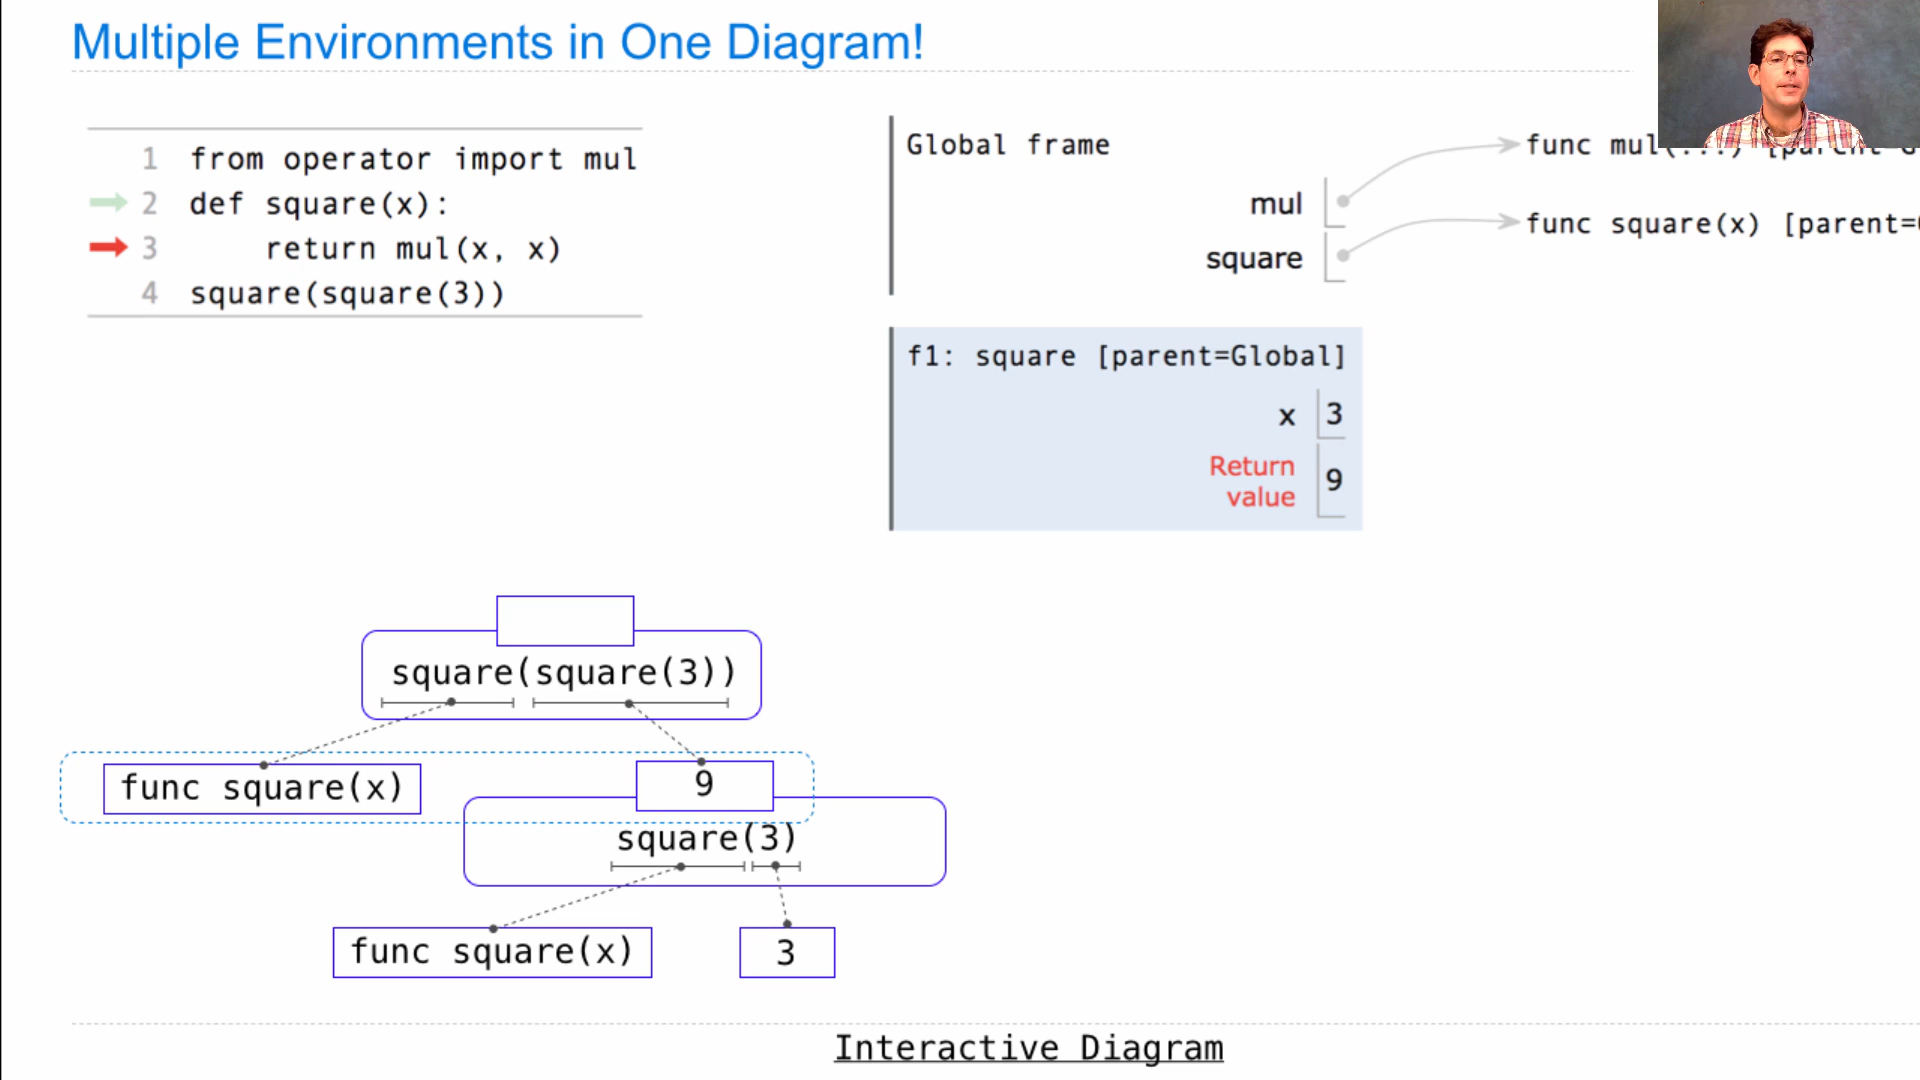 Multiple Environments in One Diagram!
1 from operator import mul
2 def square(x):
3 return mul(x, x)
4 square(square(3))
Global frame
mul
square
func mul(...)
func square(x) [parent=
f1: square [parent=Global]
x 3
Return value 9
square(square(3))
func square(x)
9
square(3)
func square(x)
3
Interactive Diagram